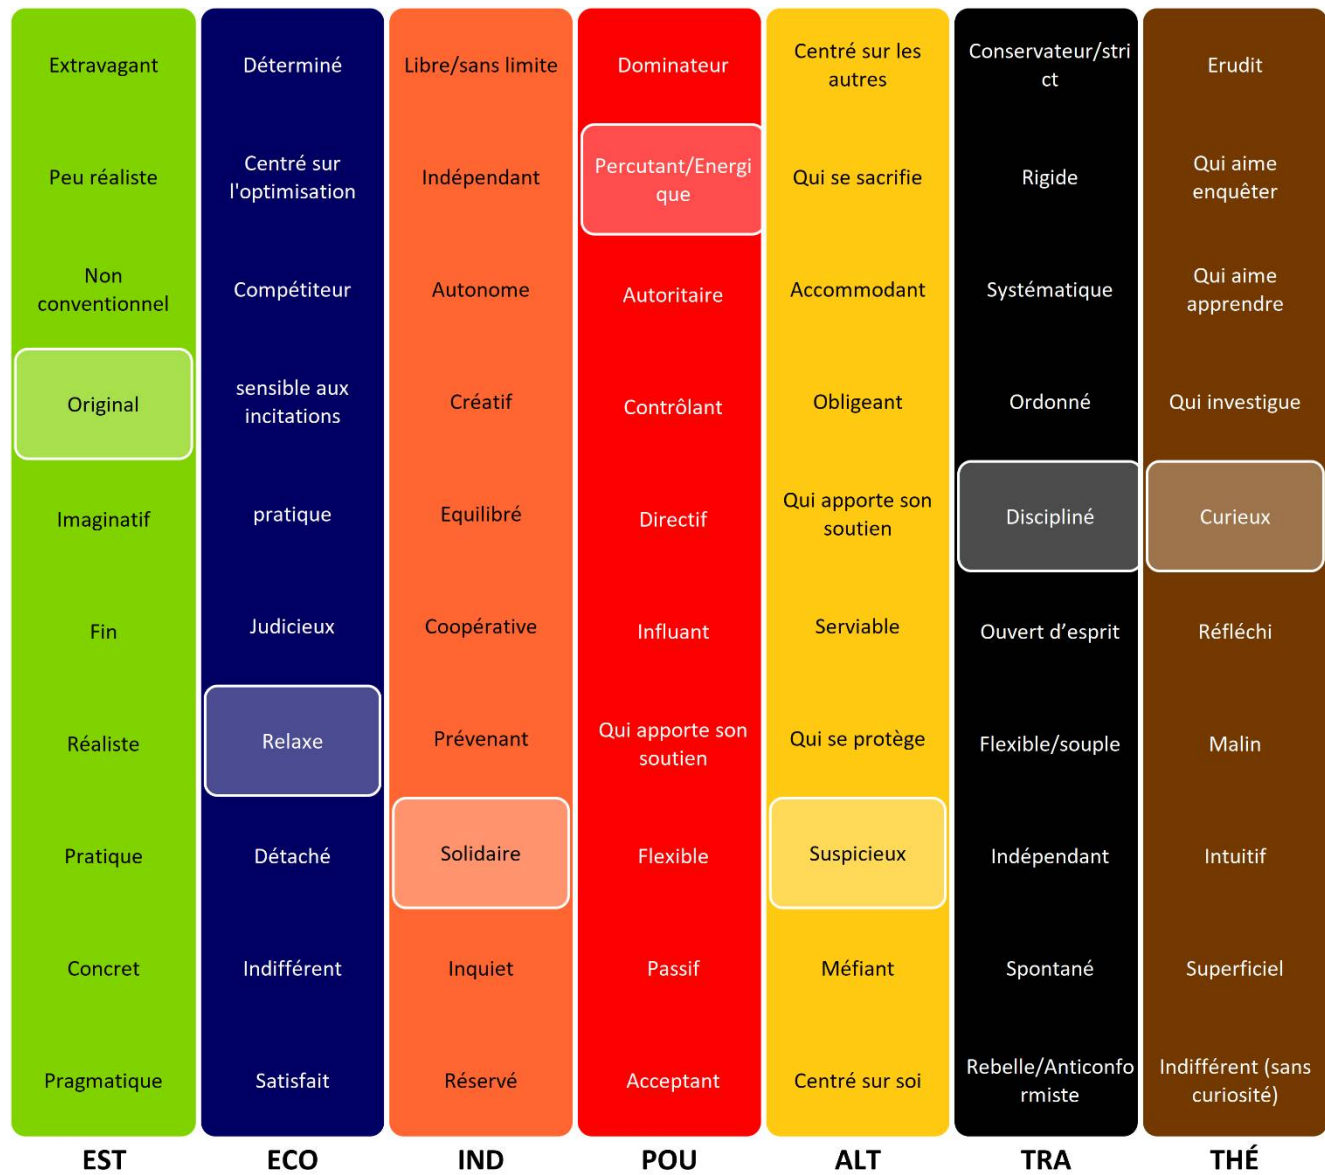 Extravagant
Peu réaliste
Non
conventionnel
Original
Imaginatif
Fin
Réaliste
Pratique
Concret
Pragmatique
EST
Déterminé
Centré sur
l'optimisation
Compétiteur
sensible aux
incitations
pratique
Judicieux
Relaxe
Détaché
Indifférent
Satisfait
ECO
Libre/sans limite
Indépendant
Autonome
Créatif
Equilibré
Coopérative
Prévenant
Solidaire
Inquiet
Réservé
IND
Dominateur
Percutant/Energi
que
Autoritaire
Contrôlant
Directif
Influant
Qui apporte son
soutien
Flexible
Passif
Acceptant
POU
Centré sur les
autres
Qui se sacrifie
Accommodant
Obligeant
Qui apporte son
soutien
Serviable
Qui se protège
Suspicieux
Méfiant
Centré sur soi
ALT
Conservateur/stri
ct
Rigide
Systématique
Ordonné
Discipliné
Ouvert d’esprit
Flexible/souple
Indépendant
Spontané
Rebelle/Anticonfo
rmiste
TRA
Erudit
Qui aime
enquêter
Qui aime
apprendre
Qui investigue
Curieux
Réfléchi
Malin
Intuitif
Superficiel
Indifférent (sans
curiosité)
THÉ